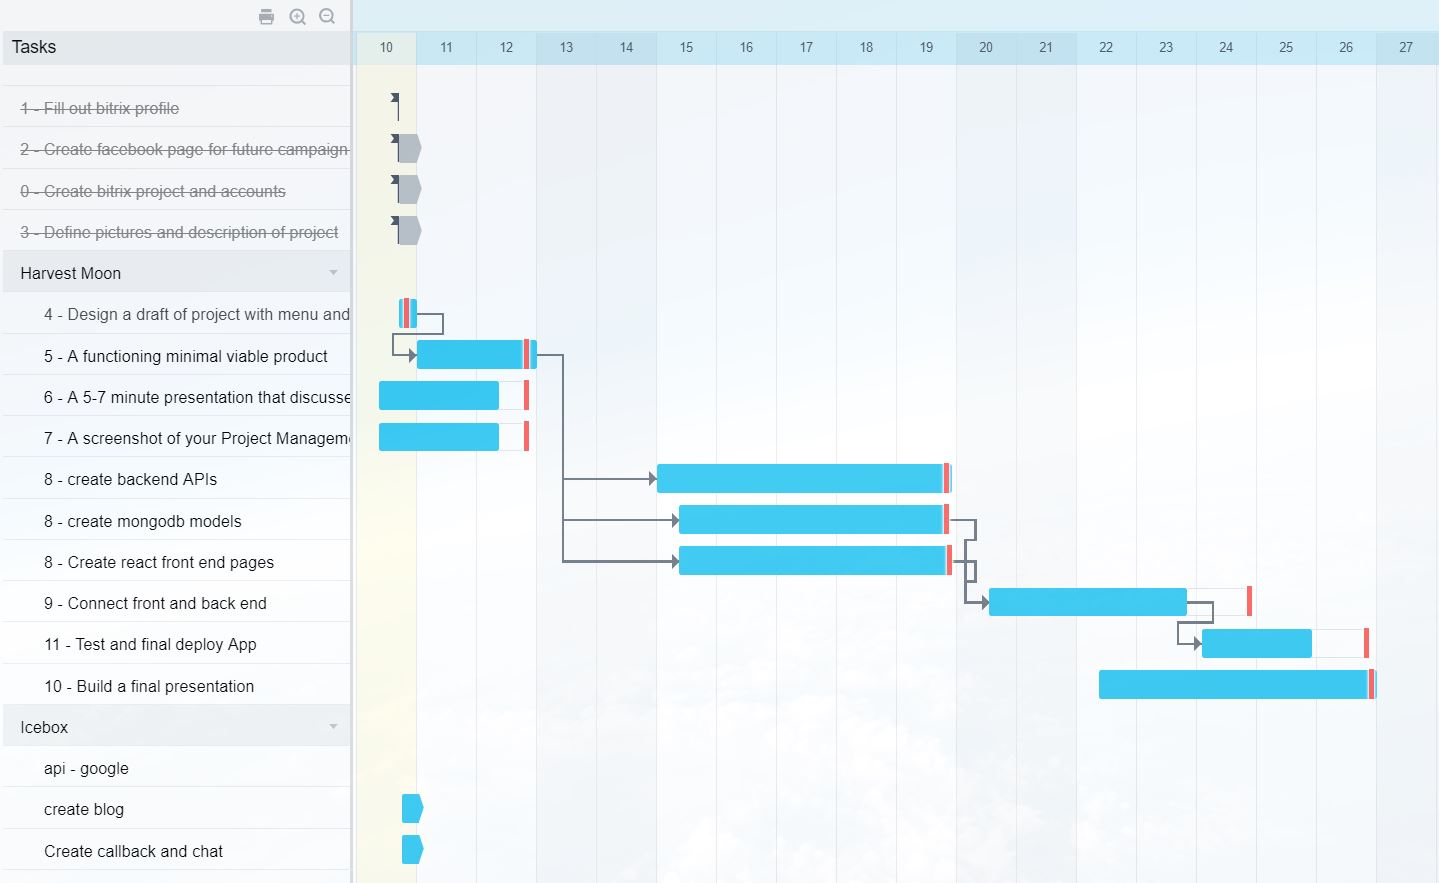 Tasks
10 11 12 13 14 15 16 17 18 19 20 21 22 23 24 25 26 27
1 - Fill out bitrix profile
2 - Create facebook page for future campaign
0 - Create bitrix project and accounts
3 - Define pictures and description of project
Harvest Moon
4 - Design a draft of project with menu and
5 - A functioning minimal viable product
6 - A 5-7 minute presentation that discusse
7 - A screenshot of your Project Managem
8 - create backend APIs
8 - create mongodb models
8 - Create react front end pages
9 - Connect front and back end
11 - Test and final deploy App
10 - Build a final presentation
Icebox
api - google
create blog
Create callback and chat